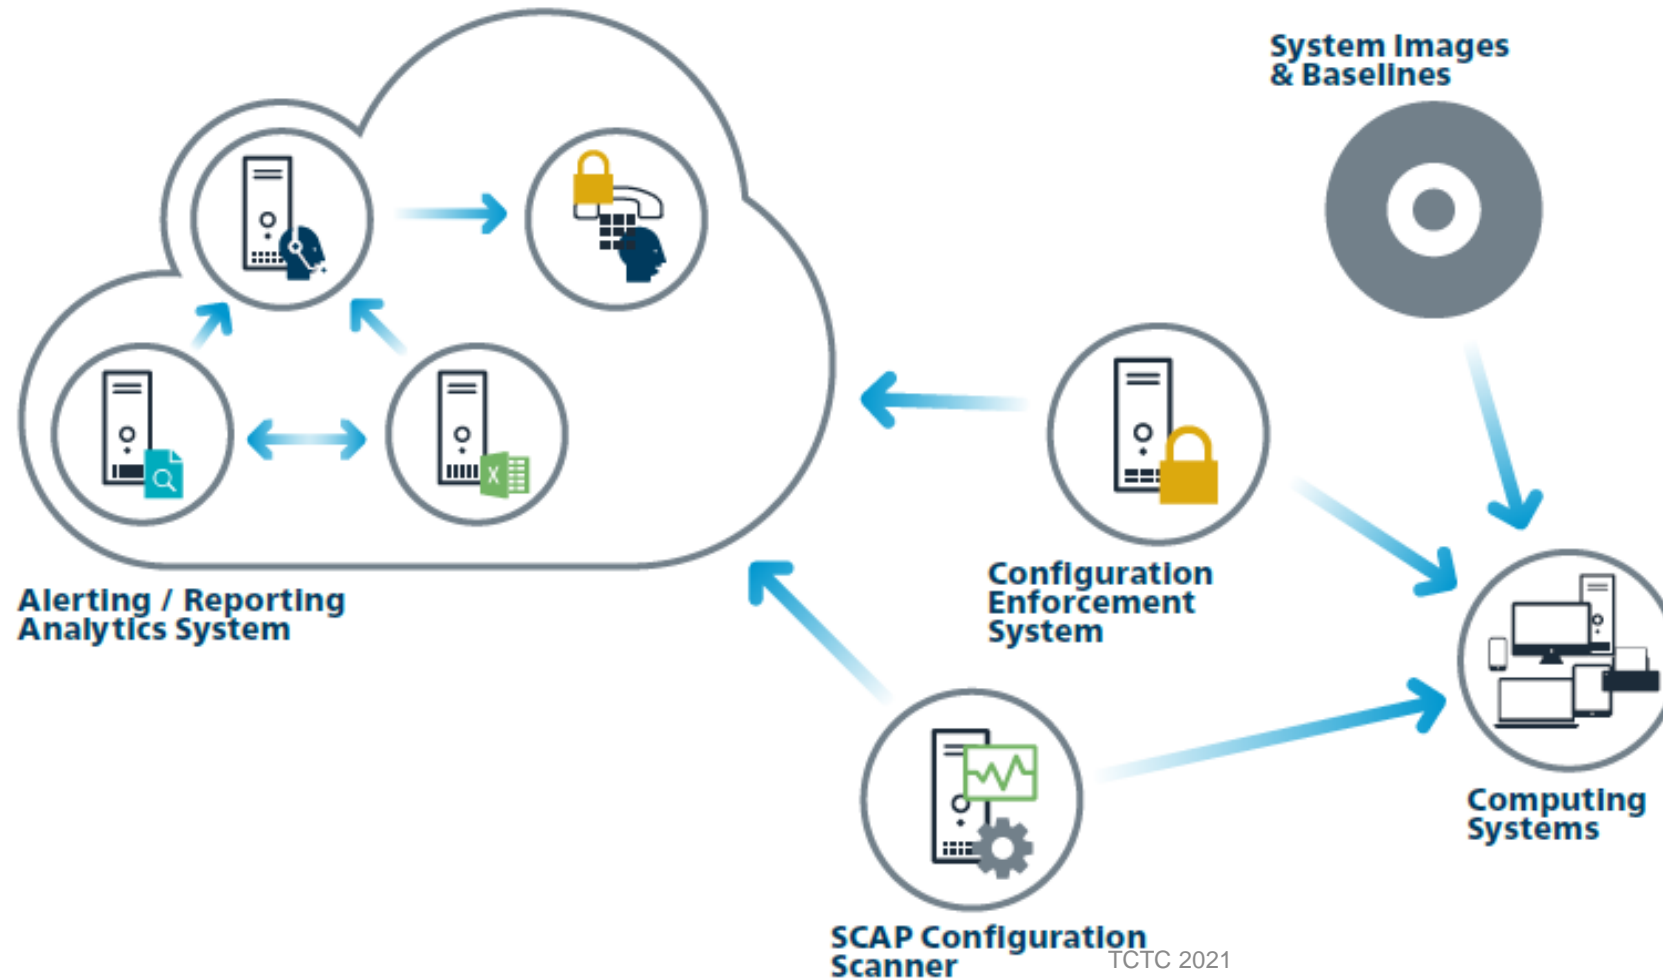 System Images
& Baselines
Alerting / Reporting
Analytics System
Configuration
Enforcement
System
X
Computing
Systems
SCAP Configuration
Scanner
TCTC 2021